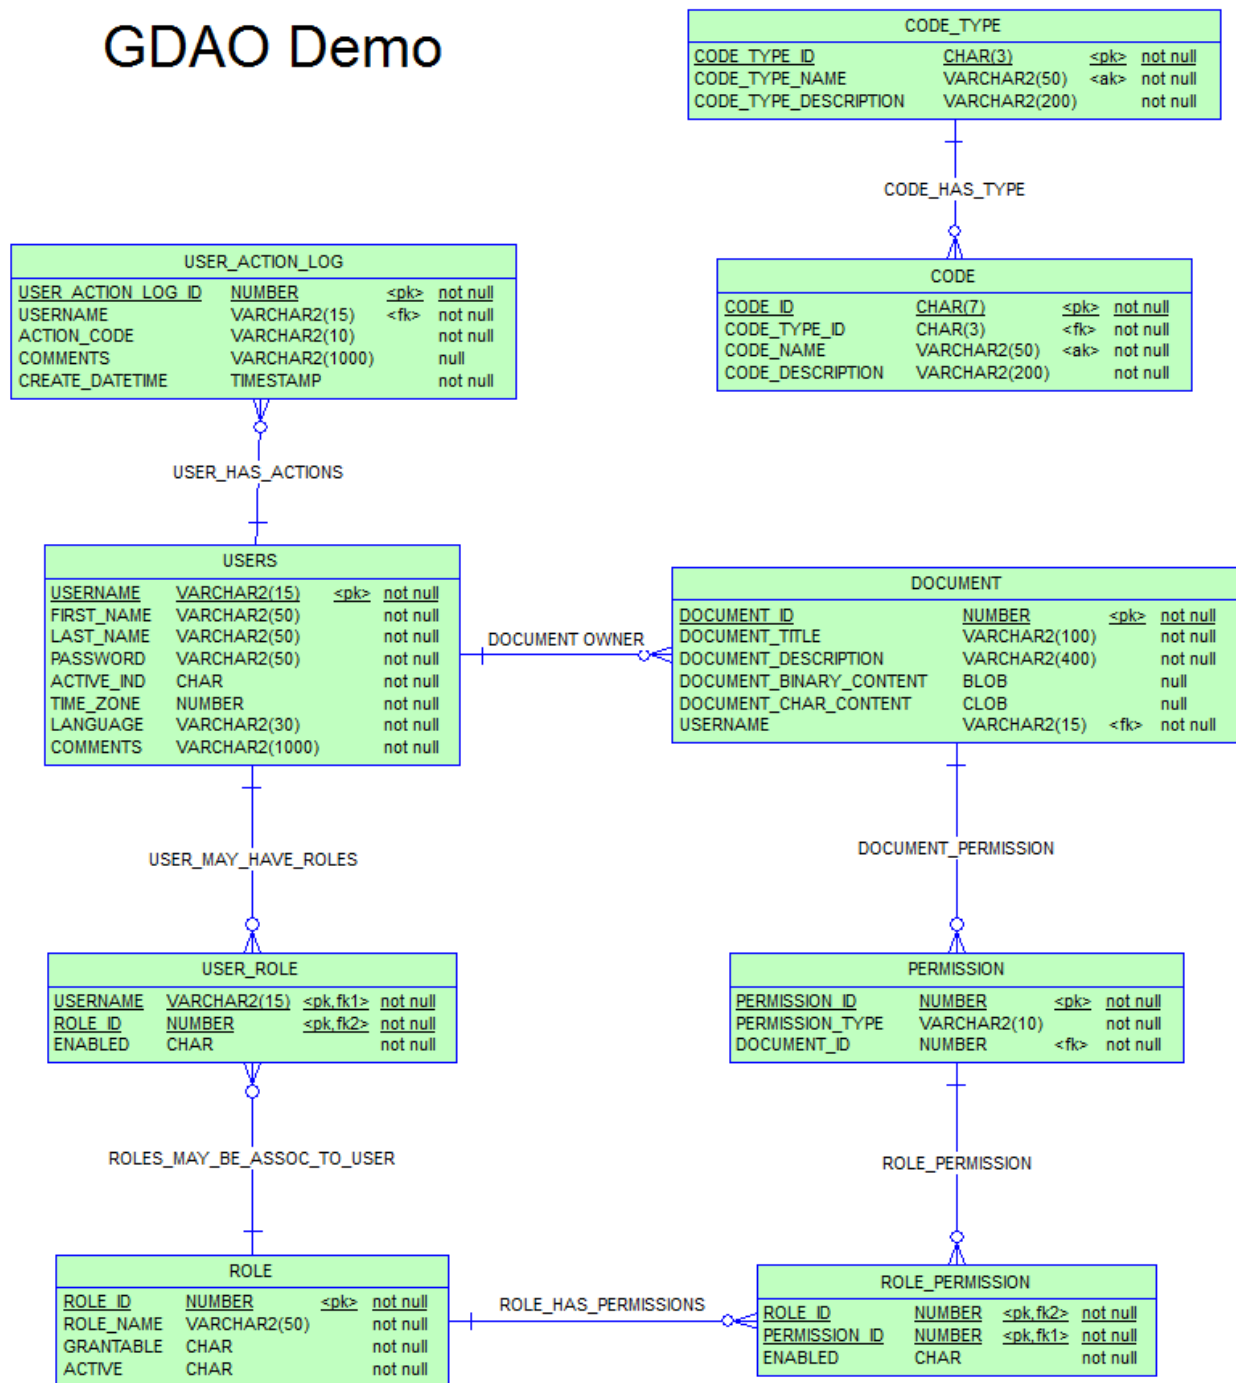 GDAO Demo
CODE_TYPE
CODE_TYPE_ID CHAR(3) <pk> not null
CODE_TYPE_NAME VARCHAR2(50) <ak> not null
CODE_TYPE_DESCRIPTION VARCHAR2(200) not null
CODE_HAS_TYPE
USER_ACTION_LOG
USER_ACTION_LOG_ID NUMBER <pk> not null
USERNAME VARCHAR2(15) <fk> not null
ACTION_CODE VARCHAR2(10) not null
COMMENTS VARCHAR2(1000) null
CREATE_DATETIME TIMESTAMP not null
CODE
CODE_ID CHAR(7) <pk> not null
CODE_TYPE_ID CHAR(3) <fk> not null
CODE_NAME VARCHAR2(50) <ak> not null
CODE_DESCRIPTION VARCHAR2(200) not null
USER_HAS_ACTIONS
USERS
USERNAME VARCHAR2(15) <pk> not null
FIRST_NAME VARCHAR2(50) not null
LAST_NAME VARCHAR2(50) not null
PASSWORD VARCHAR2(50) not null
ACTIVE_IND CHAR not null
TIME_ZONE NUMBER not null
LANGUAGE VARCHAR2(30) not null
COMMENTS VARCHAR2(1000) not null
DOCUMENT OWNER
DOCUMENT
DOCUMENT_ID NUMBER <pk> not null
DOCUMENT_TITLE VARCHAR2(100) not null
DOCUMENT_DESCRIPTION VARCHAR2(400) not null
DOCUMENT_BINARY_CONTENT BLOB null
DOCUMENT_CHAR_CONTENT CLOB null
USERNAME VARCHAR2(15) <fk> not null
USER_MAY_HAVE_ROLES
DOCUMENT_PERMISSION
USER_ROLE
USERNAME VARCHAR2(15) <pk,fk1> not null
ROLE_ID NUMBER <pk,fk2> not null
ENABLED CHAR not null
PERMISSION
PERMISSION_ID NUMBER <pk> not null
PERMISSION_TYPE VARCHAR2(10) not null
DOCUMENT_ID NUMBER <fk> not null
ROLES_MAY_BE_ASSOC_TO_USER
ROLE_PERMISSION
ROLE
ROLE_ID NUMBER <pk> not null
ROLE_NAME VARCHAR2(50) not null
GRANTABLE CHAR not null
ACTIVE CHAR not null
ROLE_HAS_PERMISSIONS
ROLE_PERMISSION
ROLE_ID NUMBER <pk,fk2> not null
PERMISSION_ID NUMBER <pk,fk1> not null
ENABLED CHAR not null